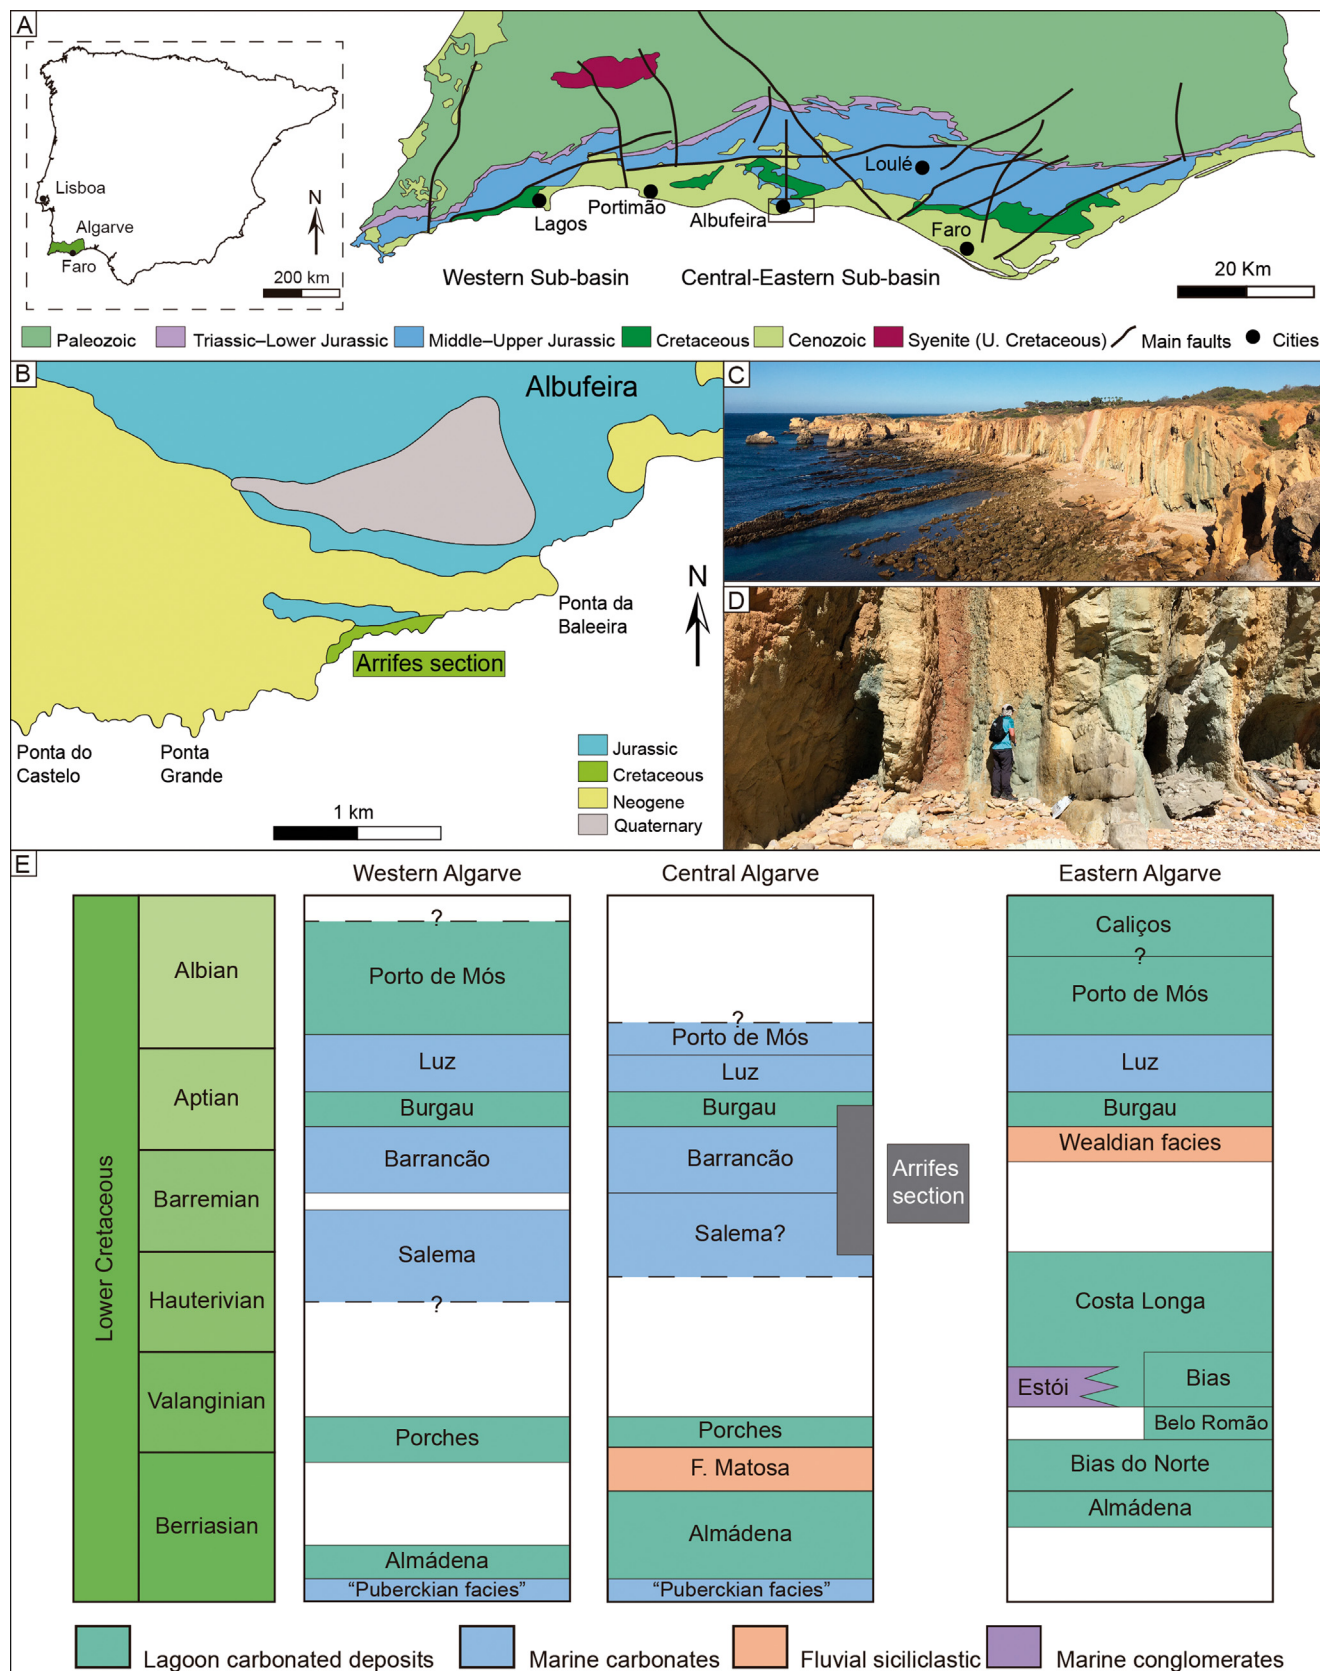 A
Lisboa
Algarve
Faro
N
200 km
Lagos
Portimão
Albufeira
Loulé
Faro
Western Sub-basin
Central-Eastern Sub-basin
20 Km
Paleozoic
Triassic–Lower Jurassic
Middle–Upper Jurassic
Cretaceous
Cenozoic
Syenite (U. Cretaceous)
Main faults
Cities
B
Albufeira
N
Ponta da
Baleeira
Arrifes section
Ponta do
Castelo
Ponta
Grande
1 km
Jurassic
Cretaceous
Neogene
Quaternary
C
D
E
Western Algarve
Central Algarve
Eastern Algarve
Lower Cretaceous
Albian
Aptian
Barremian
Hauterivian
Valanginian
Berriasian
?
Porto de Mós
Luz
Burgau
Barrancão
Salema
?
Porches
Almádena
“Puberckian facies”
?
Porto de Mós
Luz
Burgau
Barrancão
Salema?
Porches
F. Matosa
Almádena
“Puberckian facies”
Arrifes
section
Caliços
?
Porto de Mós
Luz
Burgau
Wealdian facies
Costa Longa
Estói
Bias
Belo Romão
Bias do Norte
Almádena
Lagoon carbonated deposits
Marine carbonates
Fluvial siciliclastic
Marine conglomerates